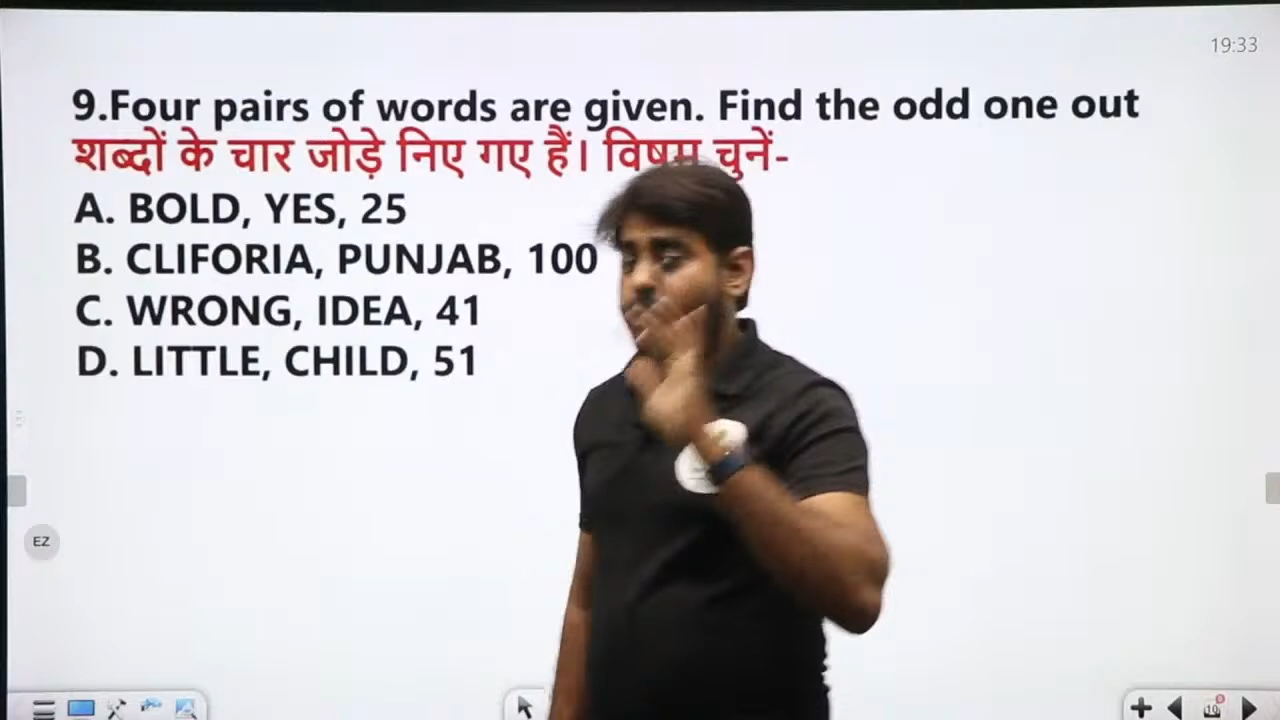 19:33
9.Four pairs of words are given. Find the odd one out
शब्दों के चार जोड़े निए गए हैं। विषम चुनें-
A. BOLD, YES, 25
B. CLIFORIA, PUNJAB, 100
C. WRONG, IDEA, 41
D. LITTLE, CHILD, 51
EZ